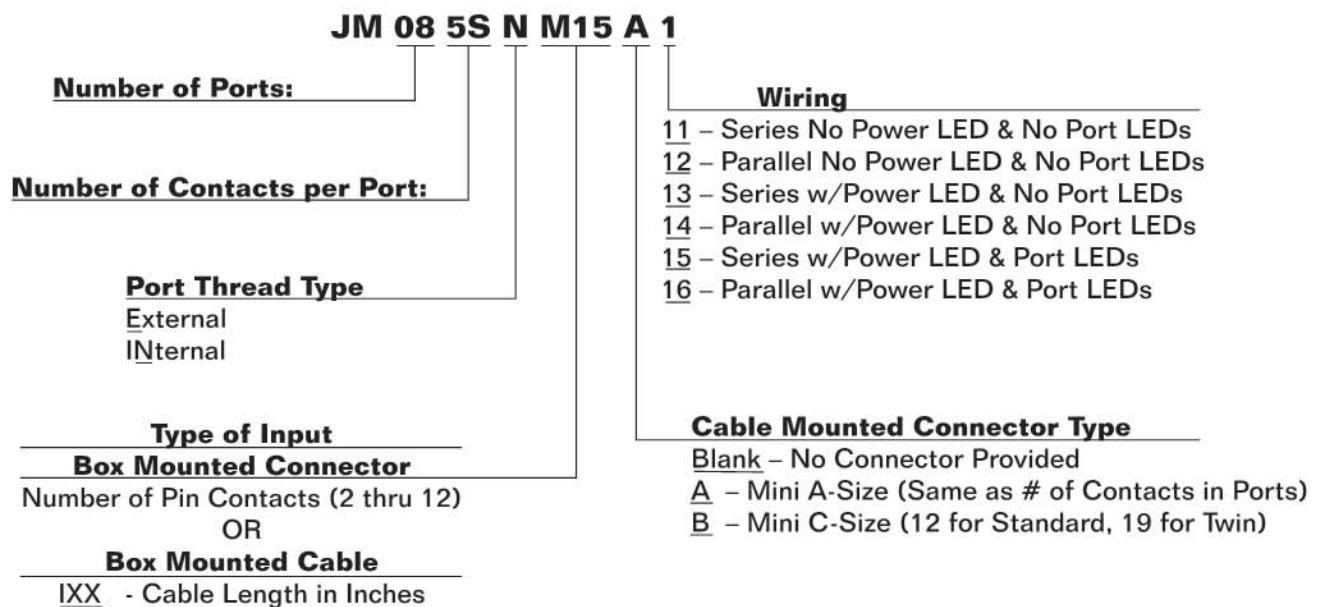 JM 08 5S N M15 A 1
Number of Ports:
Number of Contacts per Port:
Port Thread Type
External
INternal
Type of Input
Box Mounted Connector
Number of Pin Contacts (2 thru 12)
OR
Box Mounted Cable
IXX - Cable Length in Inches
Wiring
11 – Series No Power LED & No Port LEDs
12 – Parallel No Power LED & No Port LEDs
13 – Series w/Power LED & No Port LEDs
14 – Parallel w/Power LED & No Port LEDs
15 – Series w/Power LED & Port LEDs
16 – Parallel w/Power LED & Port LEDs
Cable Mounted Connector Type
Blank – No Connector Provided
A – Mini A-Size (Same as # of Contacts in Ports)
B – Mini C-Size (12 for Standard, 19 for Twin)